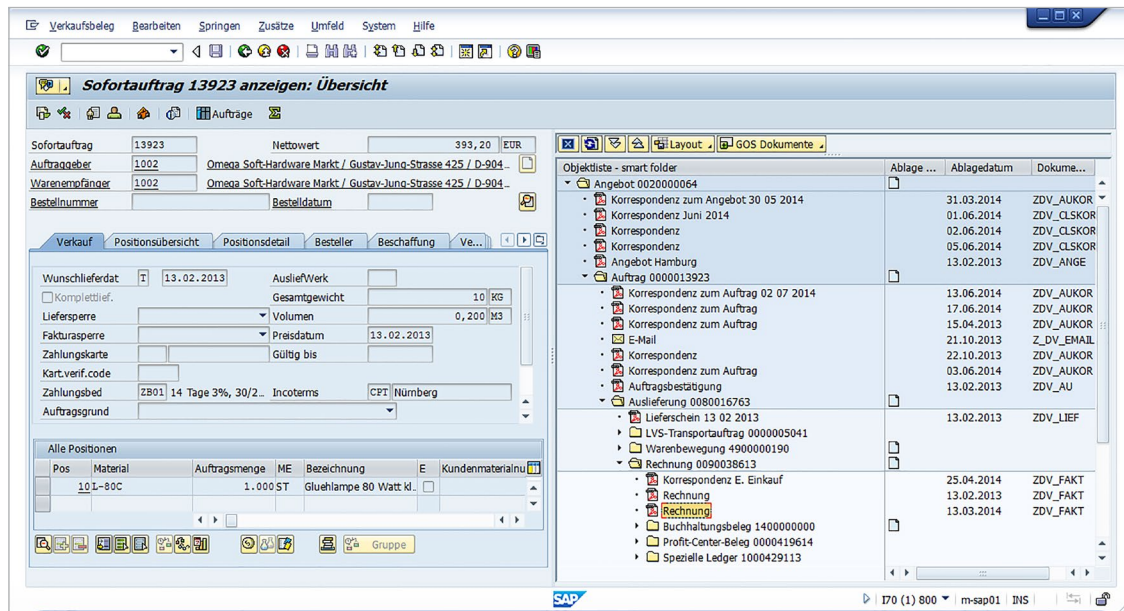 Verkaufsbeleg Bearbeiten Springen Zusätze Umfeld System Hilfe
Sofortauftrag 13923 anzeigen: Übersicht
Aufträge
Sofortauftrag 13923 Nettowert 393,20 EUR
Auftraggeber 1002 Omega Soft-Hardware Markt / Gustav-Jung-Strasse 425 / D-904...
Warenempfänger 1002 Omega Soft-Hardware Markt / Gustav-Jung-Strasse 425 / D-904...
Bestellnummer Bestelldatum
Verkauf Positionsübersicht Positionsdetail Besteller Beschaffung Ve...
Wunschlieferdat T 13.02.2013 AusliefWerk
Komplettlief. Gesamtgewicht 10 KG
Liefersperre Volumen 0,200 M3
Fakturasperre Preisdatum 13.02.2013
Zahlungskarte Gültig bis
Kart.verif.code
Zahlungsbed ZB01 14 Tage 3%, 30/2... Incoterms CPT Nürnberg
Auftragsgrund
Alle Positionen
Pos Material Auftragsmenge ME Bezeichnung E Kundenmaterialnu
10 L-80C 1.000 ST Gluehlampe 80 Watt kl.
Gruppe
Layout GOS Dokumente
Objektliste - smart folder Ablage ... Ablagedatum Dokume...
Angebot 0020000064
Korrespondenz zum Angebot 30 05 2014 31.03.2014 ZDV_AUKOR
Korrespondenz Juni 2014 01.06.2014 ZDV_CLSKOR
Korrespondenz 02.06.2014 ZDV_CLSKOR
Korrespondenz 05.06.2014 ZDV_CLSKOR
Angebot Hamburg 13.02.2013 ZDV_ANGE
Auftrag 0000013923
Korrespondenz zum Auftrag 02 07 2014 13.06.2014 ZDV_AUKOR
Korrespondenz zum Auftrag 17.06.2014 ZDV_AUKOR
Korrespondenz zum Auftrag 15.04.2013 ZDV_AUKOR
E-Mail 21.10.2013 Z_DV_EMAIL
Korrespondenz 22.10.2013 ZDV_AUKOR
Korrespondenz zum Auftrag 03.06.2014 ZDV_AUKOR
Auftragsbestätigung 13.02.2013 ZDV_AU
Auslieferung 0080016763
Lieferschein 13 02 2013 13.02.2013 ZDV_LIEF
LVS-Transportauftrag 0000005041
Warenbewegung 4900000190
Rechnung 0090038613
Korrespondenz E. Einkauf 25.04.2014 ZDV_FAKT
Rechnung 13.02.2013 ZDV_FAKT
Rechnung 13.03.2014 ZDV_FAKT
Buchhaltungsbeleg 1400000000
Profit-Center-Beleg 0000419614
Spezielle Ledger 1000429113
SAP I70 (1) 800 m-sap01 INS